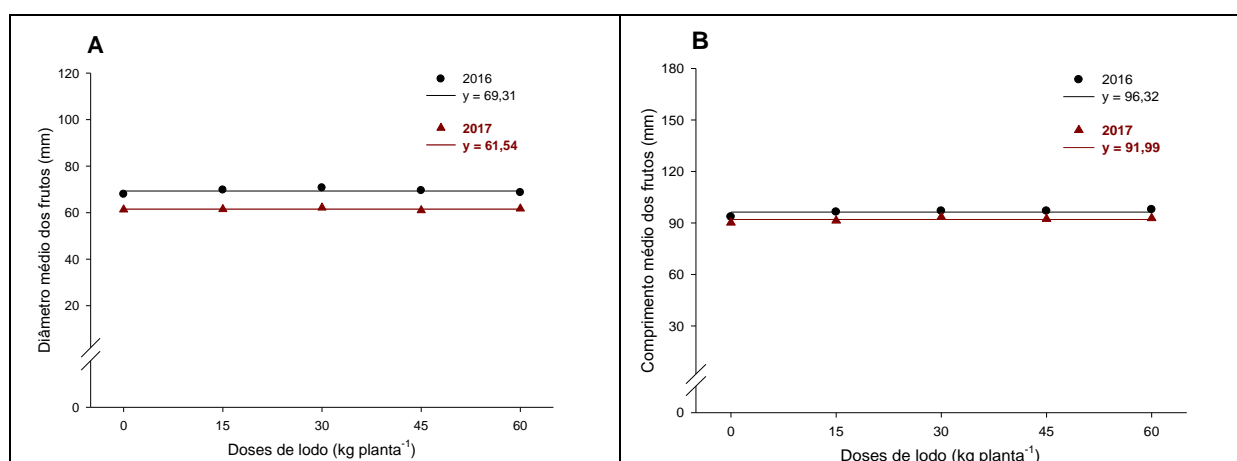 A
Diâmetro médio dos frutos (mm)
120
100
80
60
40
20
0
2016
y = 69,31
2017
y = 61,54
0 15 30 45 60
Doses de lodo (kg planta⁻¹)
B
Comprimento médio dos frutos (mm)
180
150
120
90
60
30
0
2016
y = 96,32
2017
y = 91,99
0 15 30 45 60
Doses de lodo (kg planta⁻¹)